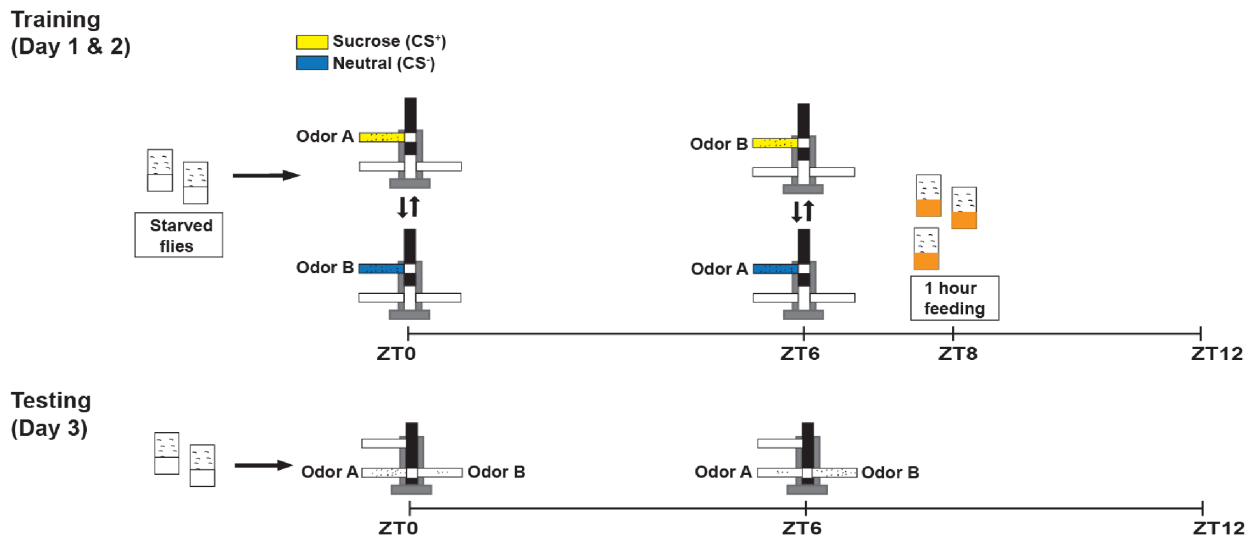 Training
(Day 1 & 2)
Sucrose (CS⁺)
Neutral (CS⁻)
Odor A
Odor B
Starved
flies
Odor B
Odor A
1 hour
feeding
ZT0
ZT6
ZT8
ZT12
Testing
(Day 3)
Odor A
Odor B
Odor A
Odor B
ZT0
ZT6
ZT12